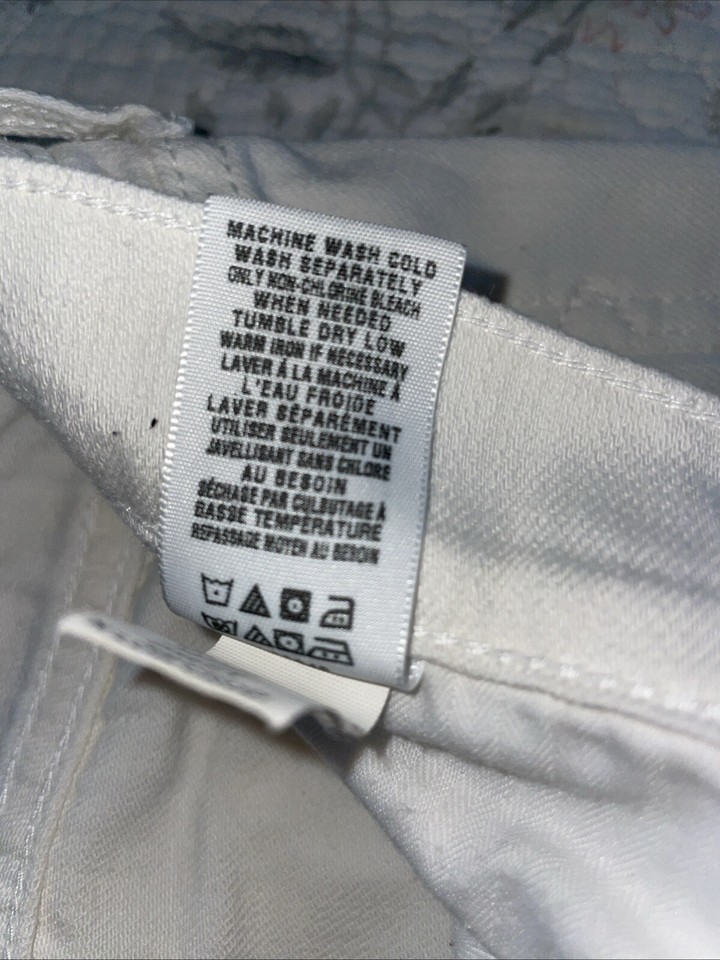 MACHINE WASH COLD
WASH SEPARATELY
ONLY NON-CHLORINE BLEACH
WHEN NEEDED
TUMBLE DRY LOW
WARM IRON IF NECESSARY
LAVER À LA MACHINE À
L'EAU FROIDE
LAVER SÉPARÉMENT
UTILISER SEULEMENT UN
JAVELLISANT SANS CHLORE
AU BESOIN
SÉCHAGE PAR CULBUTAGE À
BASSE TEMPÉRATURE
REPASSAGE MOYEN AU BESOIN